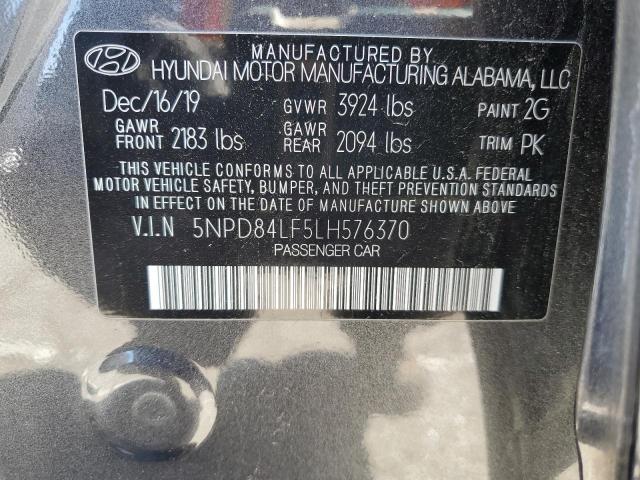 MANUFACTURED BY
HYUNDAI MOTOR MANUFACTURING ALABAMA, LLC
Dec/16/19 GVWR 3924 lbs PAINT 2G
GAWR FRONT 2183 lbs GAWR REAR 2094 lbs TRIM PK
THIS VEHICLE CONFORMS TO ALL APPLICABLE U.S.A. FEDERAL
MOTOR VEHICLE SAFETY, BUMPER, AND THEFT PREVENTION STANDARDS
IN EFFECT ON THE DATE OF MANUFACTURE SHOWN ABOVE.
V.I.N 5NPD84LF5LH576370
PASSENGER CAR